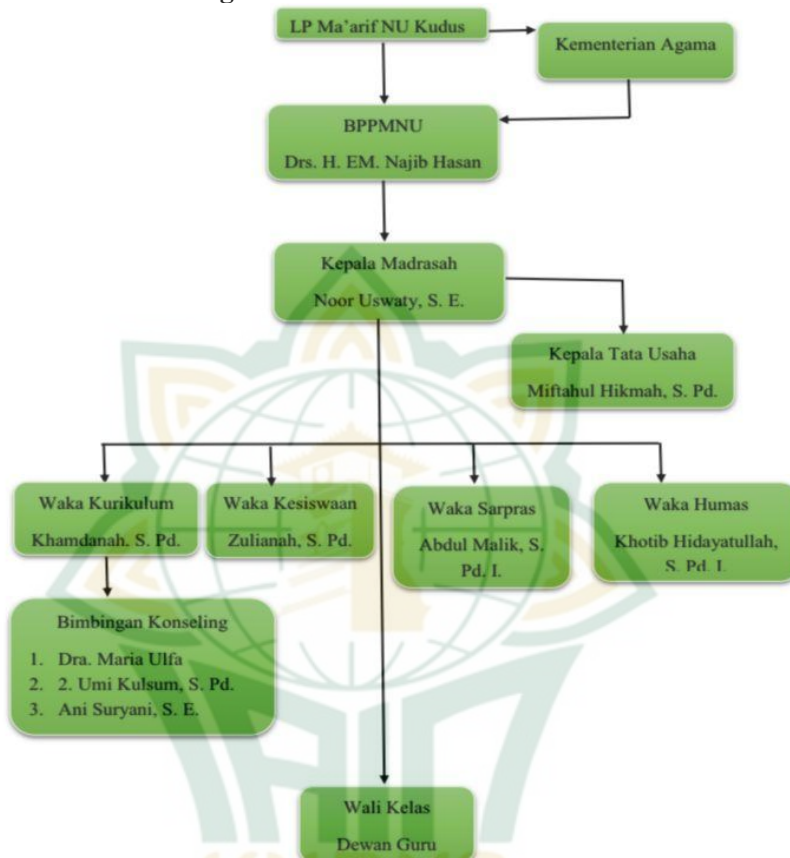 LP Ma'arif NU Kudus
Kementerian Agama
BPPMNU
Drs. H. EM. Najib Hasan
Kepala Madrasah
Noor Uswaty, S. E.
Kepala Tata Usaha
Miftahul Hikmah, S. Pd.
Waka Kurikulum
Khamdanah, S. Pd.
Waka Kesiswaan
Zulianah, S. Pd.
Waka Sarpras
Abdul Malik, S.
Pd. I.
Waka Humas
Khotib Hidayatullah,
S. Pd. I.
Bimbingan Konseling
1. Dra. Maria Ulfa
2. 2. Umi Kulsum, S. Pd.
3. Ani Suryani, S. E.
Wali Kelas
Dewan Guru